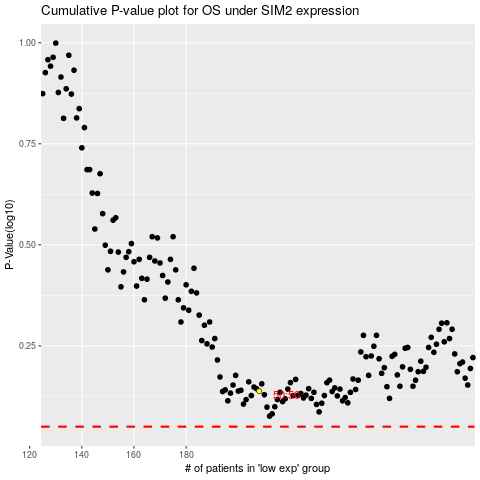 Cumulative P-value plot for OS under SIM2 expression
P-Value(log10)
1.00
0.75
0.50
0.25
120
140
160
180
# of patients in 'low exp' group